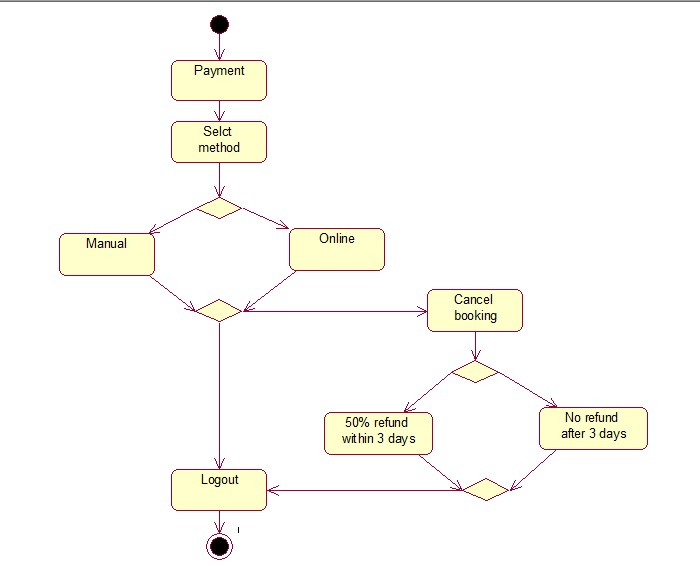 Payment
Selct
method
Manual
Online
Cancel
booking
50% refund
within 3 days
No refund
after 3 days
Logout